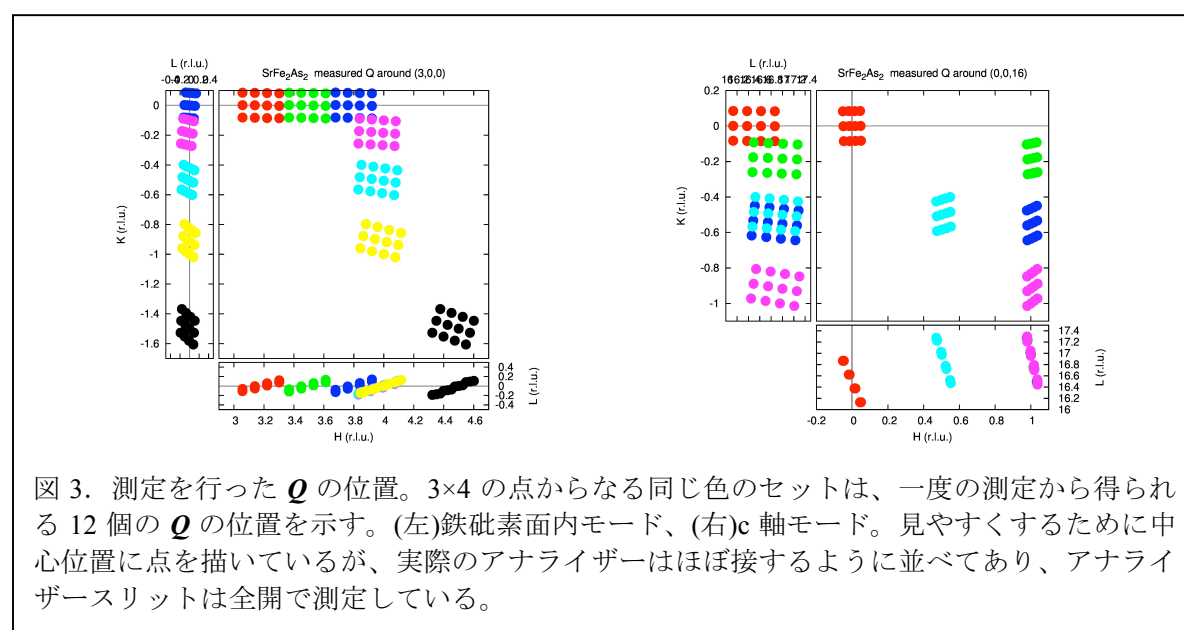 L (r.l.u.)
SrFe2As2 measured Q around (3,0,0)
0
-0.2
-0.4
-0.6
-0.8
-1
-1.2
-1.4
-1.6
K (r.l.u.)
0.4
0.2
0
-0.2
-0.4
L (r.l.u.)
3 3.2 3.4 3.6 3.8 4 4.2 4.4 4.6
H (r.l.u.)
L (r.l.u.)
SrFe2As2 measured Q around (0,0,16)
0.2
0
-0.2
-0.4
-0.6
-0.8
-1
K (r.l.u.)
17.4
17.2
17
16.8
16.6
16.4
16.2
16
L (r.l.u.)
-0.2 0 0.2 0.4 0.6 0.8 1
H (r.l.u.)
図 3. 測定を行った Q の位置。3×4 の点からなる同じ色のセットは、一度の測定から得られ
る 12 個の Q の位置を示す。(左)鉄砒素面内モード、(右)c 軸モード。見やすくするために中
心位置に点を描いているが、実際のアナライザーはほぼ接するように並べてあり、アナライ
ザースリットは全開で測定している。